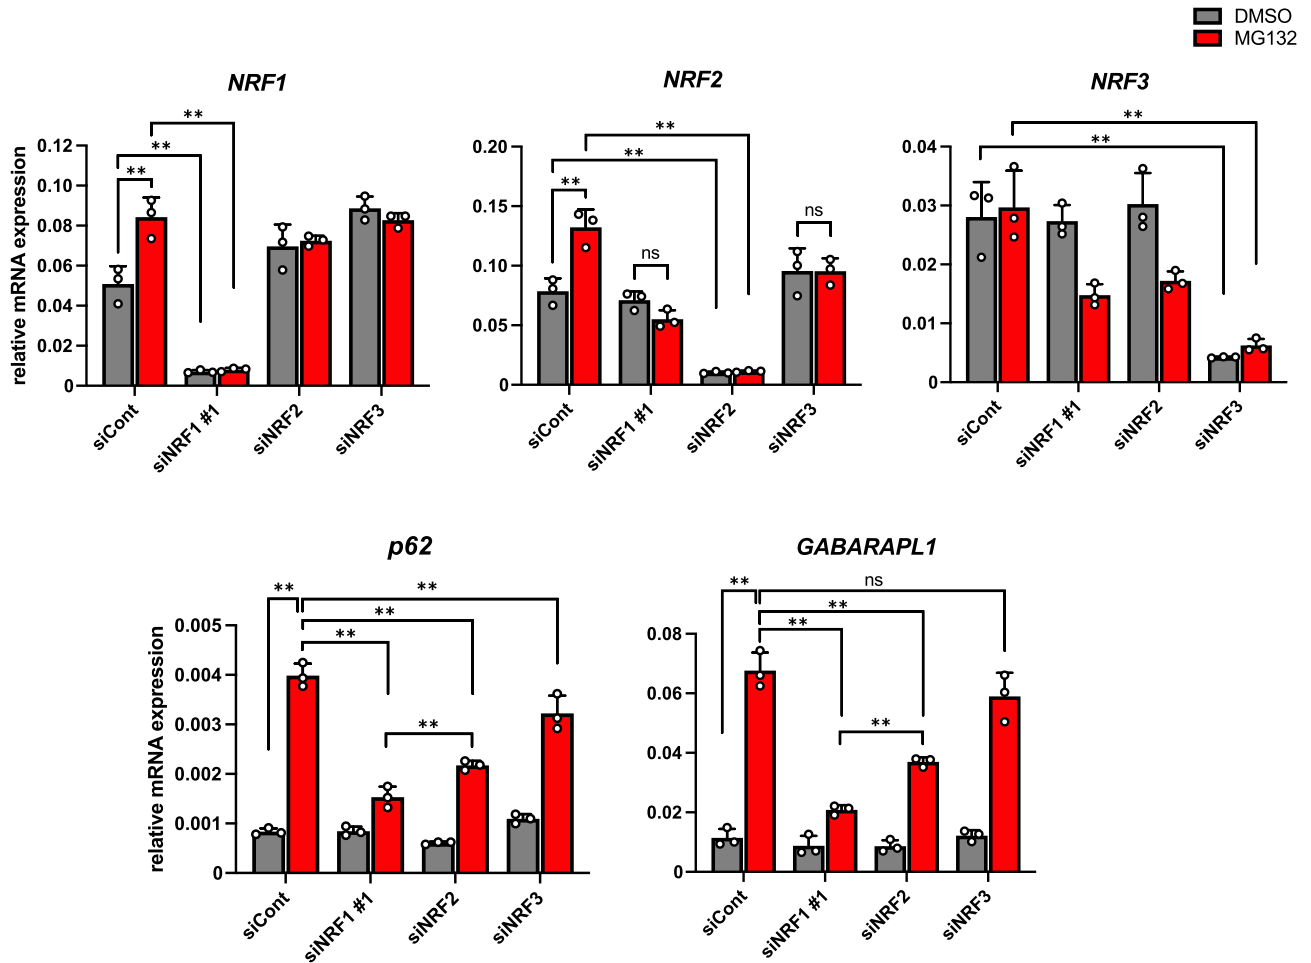 DMSO
MG132
NRF1
NRF2
NRF3
relative mRNA expression
0.12
0.10
0.08
0.06
0.04
0.02
0
**
**
**
siCont
siNRF1 #1
siNRF2
siNRF3
0.20
0.15
0.10
0.05
0
**
**
**
ns
ns
siCont
siNRF1 #1
siNRF2
siNRF3
0.04
0.03
0.02
0.01
0
**
**
siCont
siNRF1 #1
siNRF2
siNRF3
p62
relative mRNA expression
0.005
0.004
0.003
0.002
0.001
0
**
**
**
**
**
siCont
siNRF1 #1
siNRF2
siNRF3
GABARAPL1
0.08
0.06
0.04
0.02
0
**
ns
**
**
**
siCont
siNRF1 #1
siNRF2
siNRF3